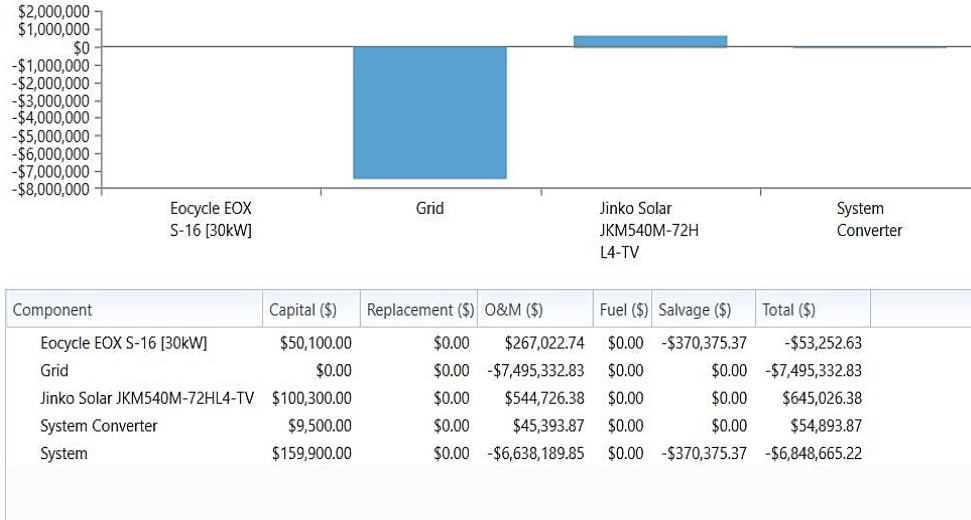 $2,000,000
$1,000,000
$0
-$1,000,000
-$2,000,000
-$3,000,000
-$4,000,000
-$5,000,000
-$6,000,000
-$7,000,000
-$8,000,000
Eocycle EOX S-16 [30kW]
Grid
Jinko Solar JKM540M-72H L4-TV
System Converter
Component Capital ($) Replacement ($) O&M ($) Fuel ($) Salvage ($) Total ($)
Eocycle EOX S-16 [30kW] $50,100.00 $0.00 $267,022.74 $0.00 -$370,375.37 -$53,252.63
Grid $0.00 $0.00 -$7,495,332.83 $0.00 $0.00 -$7,495,332.83
Jinko Solar JKM540M-72HL4-TV $100,300.00 $0.00 $544,726.38 $0.00 $0.00 $645,026.38
System Converter $9,500.00 $0.00 $45,393.87 $0.00 $0.00 $54,893.87
System $159,900.00 $0.00 -$6,638,189.85 $0.00 -$370,375.37 -$6,848,665.22